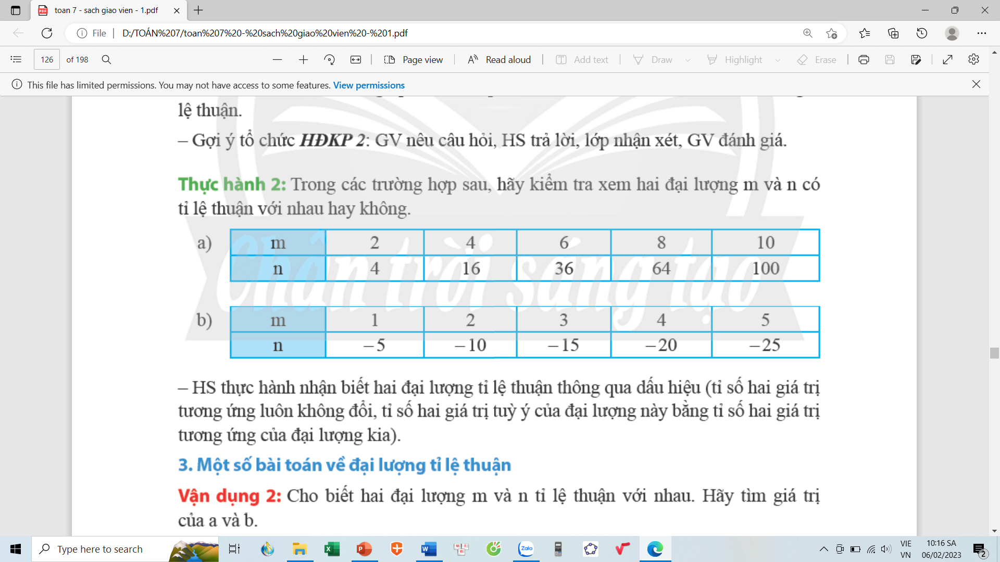 toan 7 - sach giao vien - 1.pdf
File
D:/TOÁN%207/toan%207%20-%20sach%20giao%20vien%20-%201.pdf
126 of 198
Page view
Read aloud
Add text
Draw
Highlight
Erase
This file has limited permissions. You may not have access to some features. View permissions
lệ thuận.
– Gợi ý tổ chức HĐKP 2: GV nêu câu hỏi, HS trả lời, lớp nhận xét, GV đánh giá.
Thực hành 2: Trong các trường hợp sau, hãy kiểm tra xem hai đại lượng m và n có
tỉ lệ thuận với nhau hay không.
a) m 2 4 6 8 10
n 4 16 36 64 100
Chân trời sáng tạo
b) m 1 2 3 4 5
n –5 –10 –15 –20 –25
– HS thực hành nhận biết hai đại lượng tỉ lệ thuận thông qua dấu hiệu (tỉ số hai giá trị
tương ứng luôn không đổi, tỉ số hai giá trị tuỳ ý của đại lượng này bằng tỉ số hai giá trị
tương ứng của đại lượng kia).
3. Một số bài toán về đại lượng tỉ lệ thuận
Vận dụng 2: Cho biết hai đại lượng m và n tỉ lệ thuận với nhau. Hãy tìm giá trị
của a và b.
Type here to search
Zalo
VIE
VN
10:16 SA
06/02/2023
2